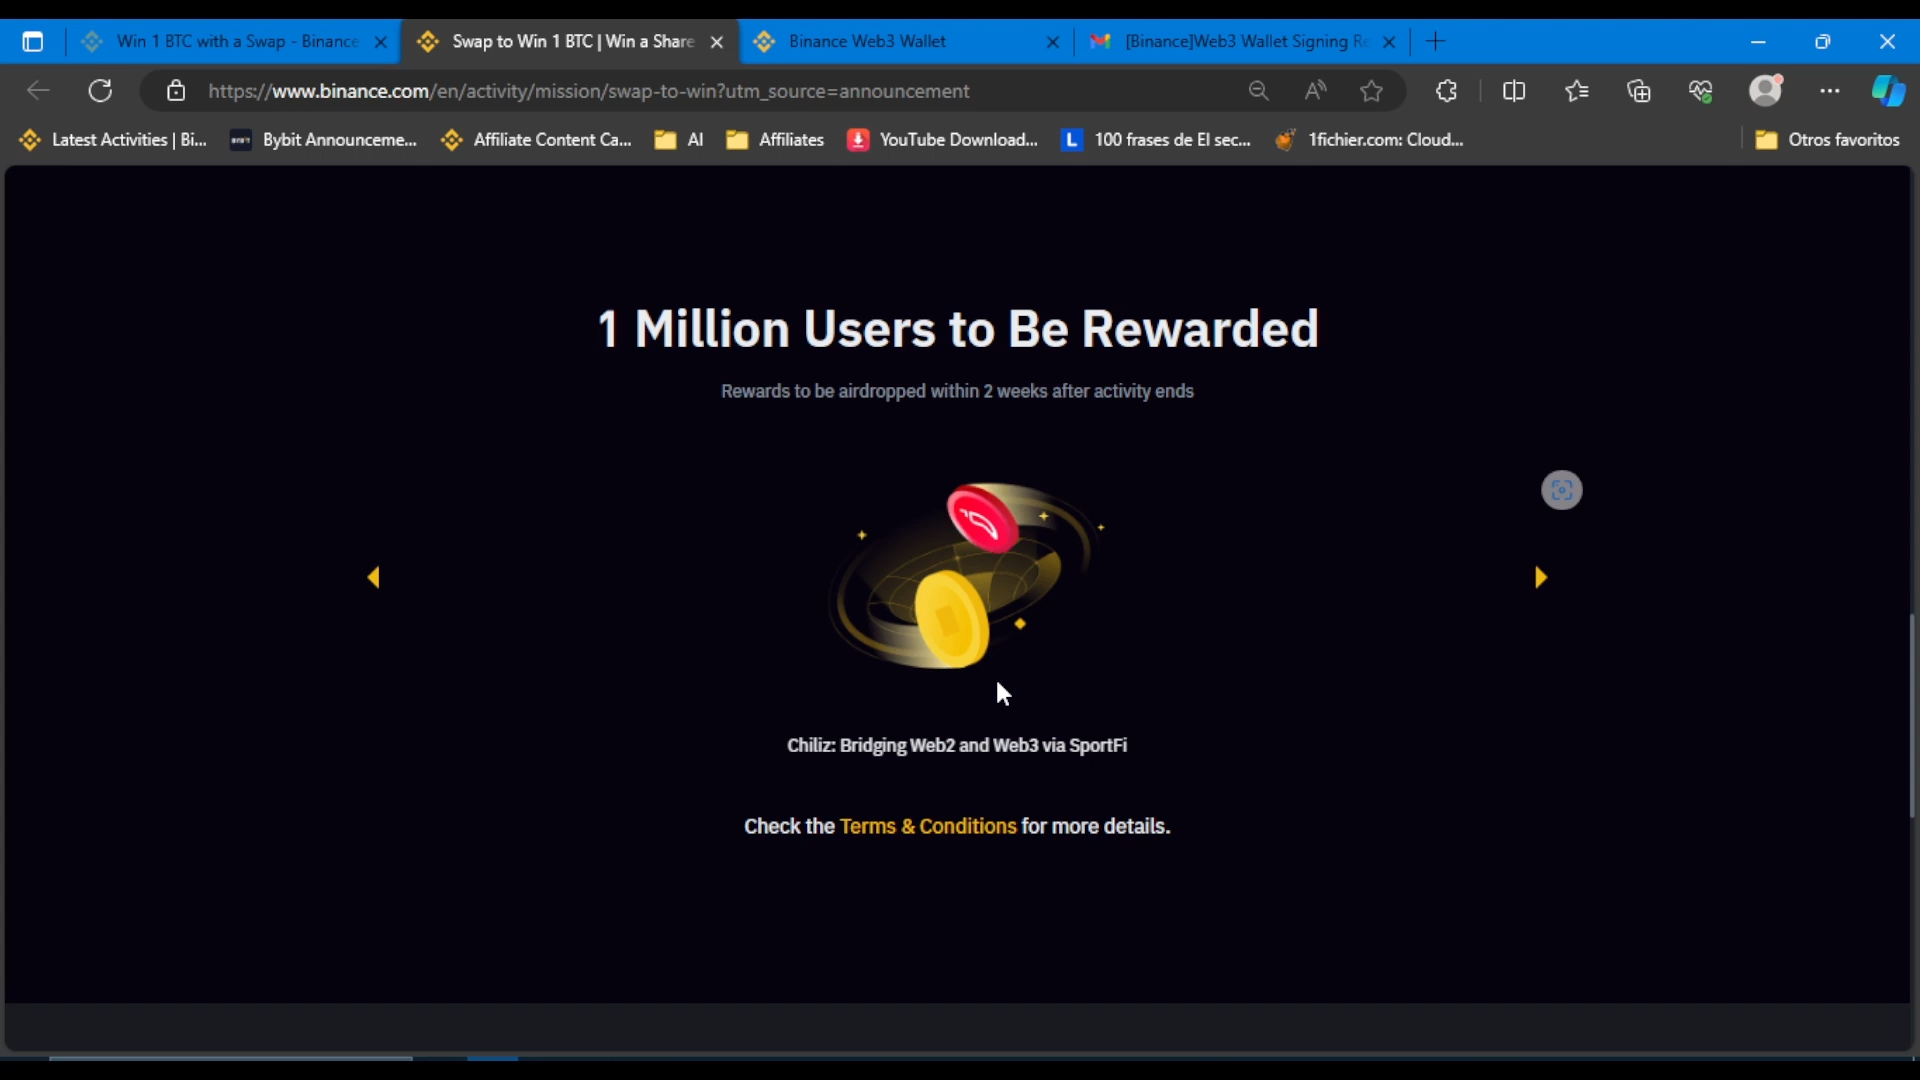 Win 1 BTC with a Swap - Binance
Swap to Win 1 BTC | Win a Share
Binance Web3 Wallet
[Binance]Web3 Wallet Signing Re
https://www.binance.com/en/activity/mission/swap-to-win?utm_source=announcement
Latest Activities | Bi...
Bybit Announceme...
Affiliate Content Ca...
AI
Affiliates
YouTube Download...
L
100 frases de El sec...
1fichier.com: Cloud...
Otros favoritos
1 Million Users to Be Rewarded
Rewards to be airdropped within 2 weeks after activity ends
Chiliz: Bridging Web2 and Web3 via SportFi
Check the Terms & Conditions for more details.